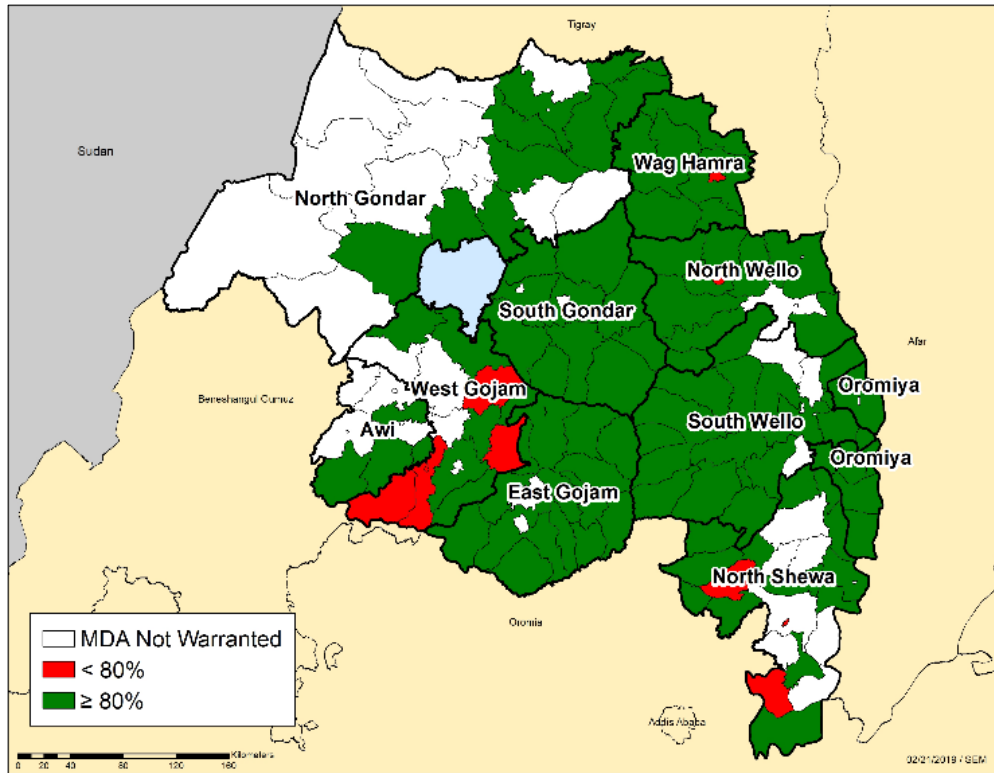 Tigray
Sudan
Wag Hamra
North Gondar
North Wello
South Gondar
Afar
Oromiya
West Gojam
Beneshangul Gumuz
South Wello
Awi
Oromiya
East Gojam
North Shewa
Oromia
MDA Not Warranted
< 80%
≥ 80%
Addis Ababa
Kilometers
0 20 40 80 120 160
02/21/2019 / SEM